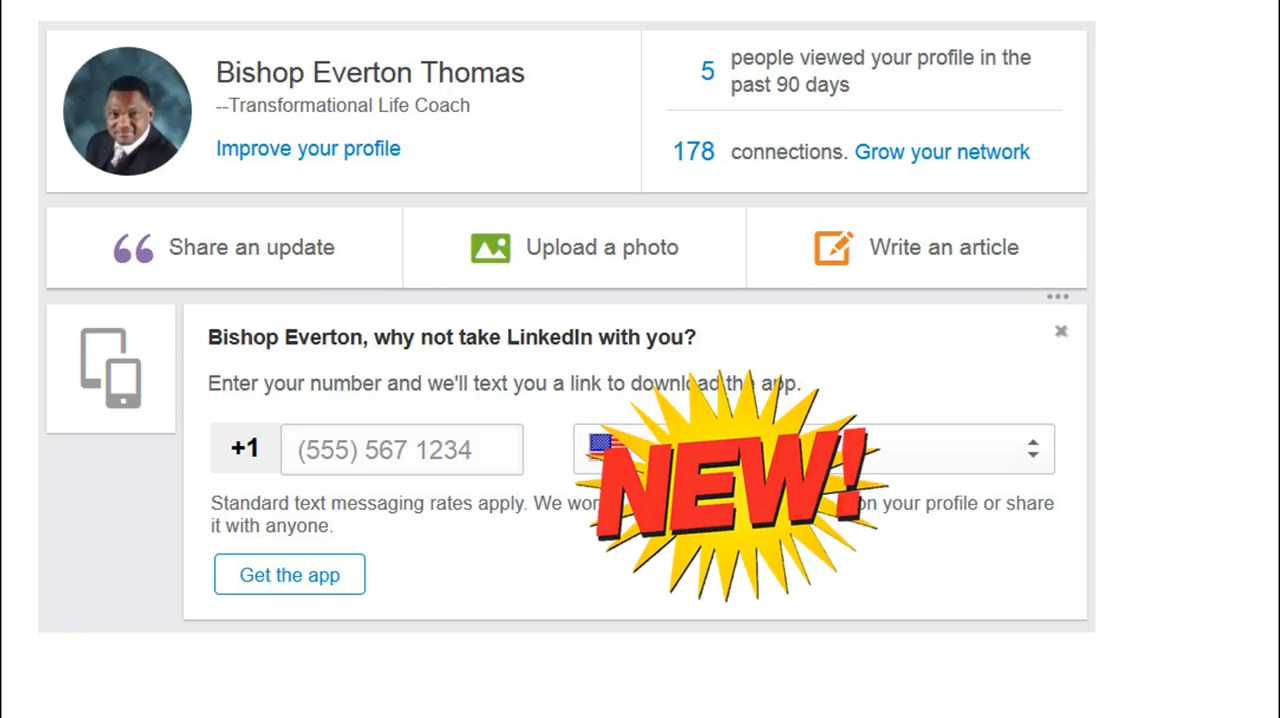 Bishop Everton Thomas
--Transformational Life Coach
Improve your profile
5 people viewed your profile in the
past 90 days
178 connections. Grow your network
Share an update
Upload a photo
Write an article
Bishop Everton, why not take LinkedIn with you?
Enter your number and we'll text you a link to download the app.
+1 (555) 567 1234
NEW!
Standard text messaging rates apply. We on your profile or share
it with anyone.
Get the app